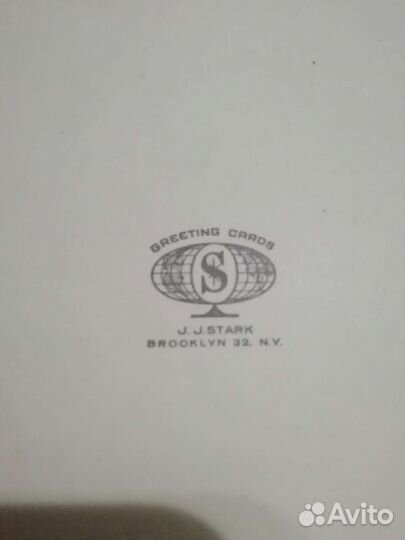 GREETING CARDS
S
J. J. STARK
BROOKLYN 32, N.Y.
Avito